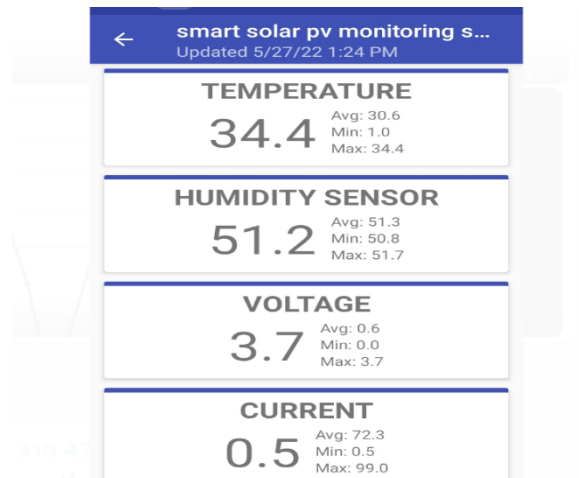 smart solar pv monitoring s...
Updated 5/27/22 1:24 PM
TEMPERATURE
34.4
Avg: 30.6
Min: 1.0
Max: 34.4
HUMIDITY SENSOR
51.2
Avg: 51.3
Min: 50.8
Max: 51.7
VOLTAGE
3.7
Avg: 0.6
Min: 0.0
Max: 3.7
CURRENT
0.5
Avg: 72.3
Min: 0.5
Max: 99.0